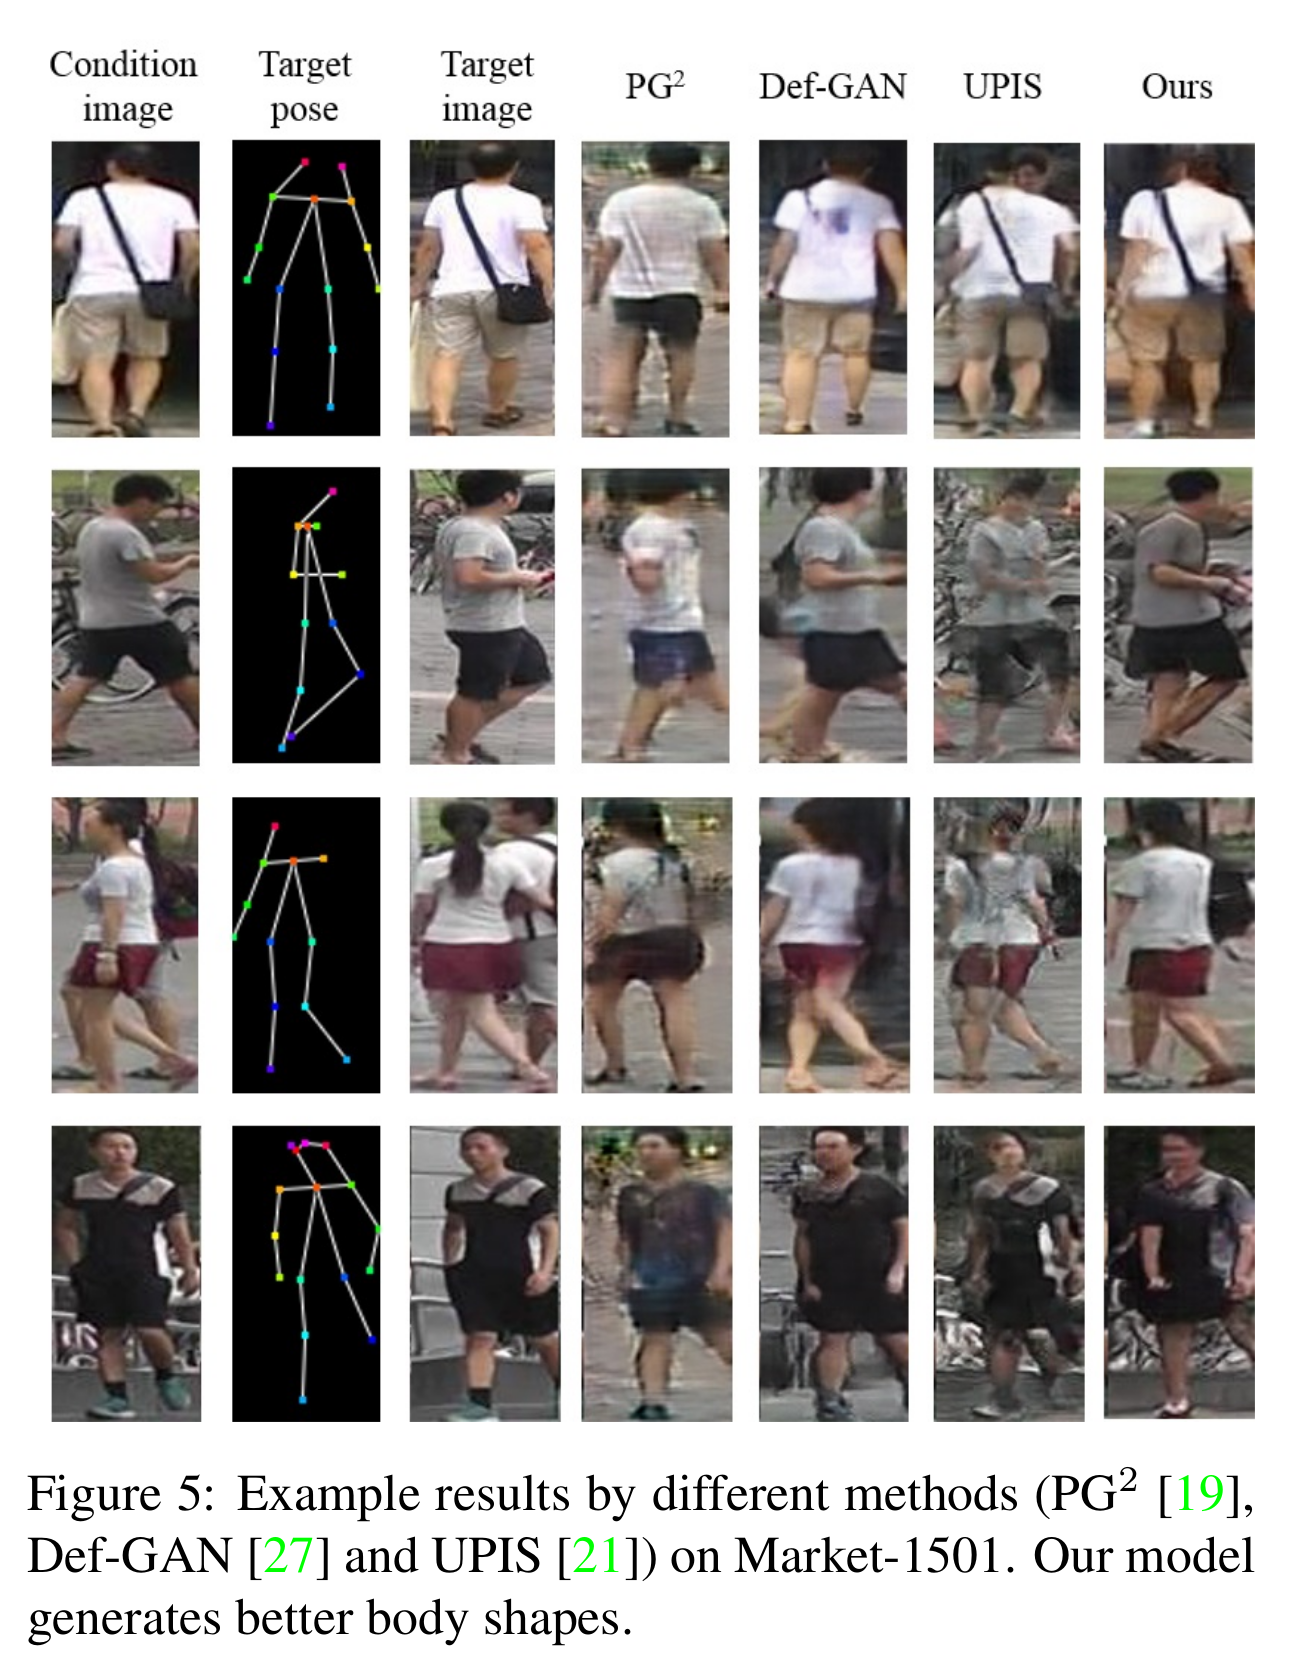 Condition image
Target pose
Target image
PG²
Def-GAN
UPIS
Ours
Figure 5: Example results by different methods (PG² [19],
Def-GAN [27] and UPIS [21]) on Market-1501. Our model
generates better body shapes.